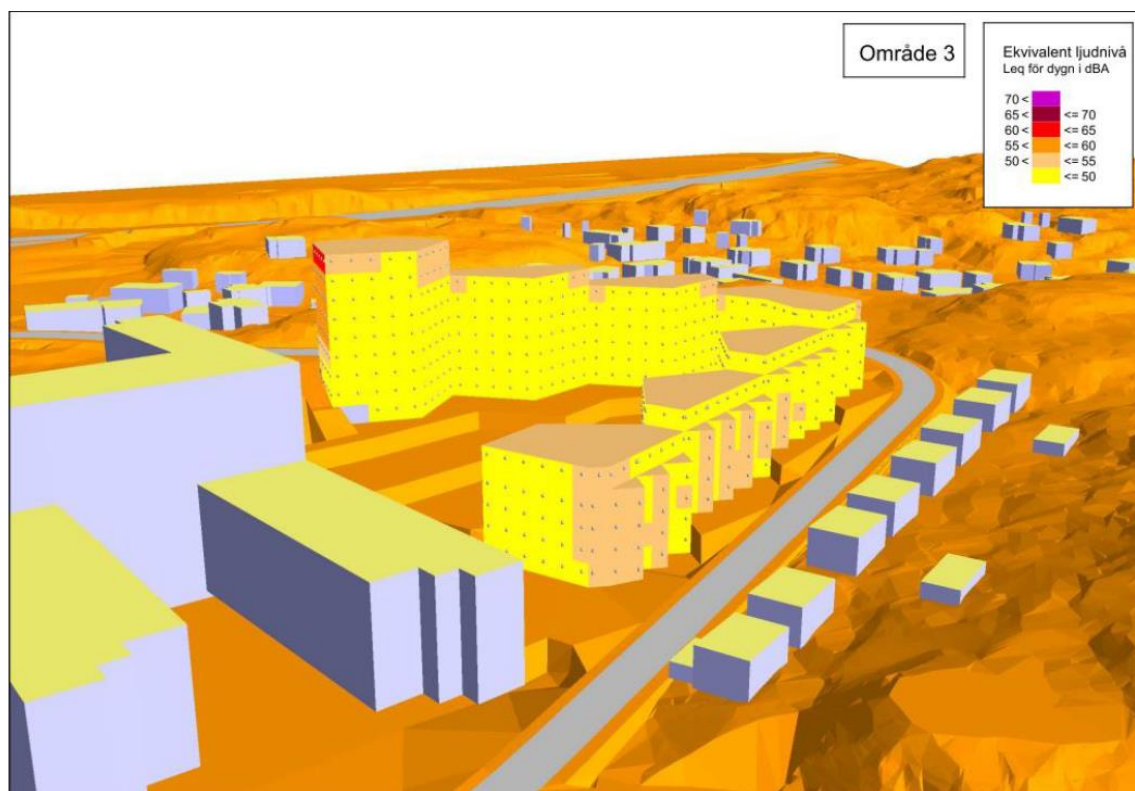 Område 3
Ekvivalent ljudnivå
Leq för dygn i dBA
70 <
65 < <= 70
60 < <= 65
55 < <= 60
50 < <= 55
<= 50